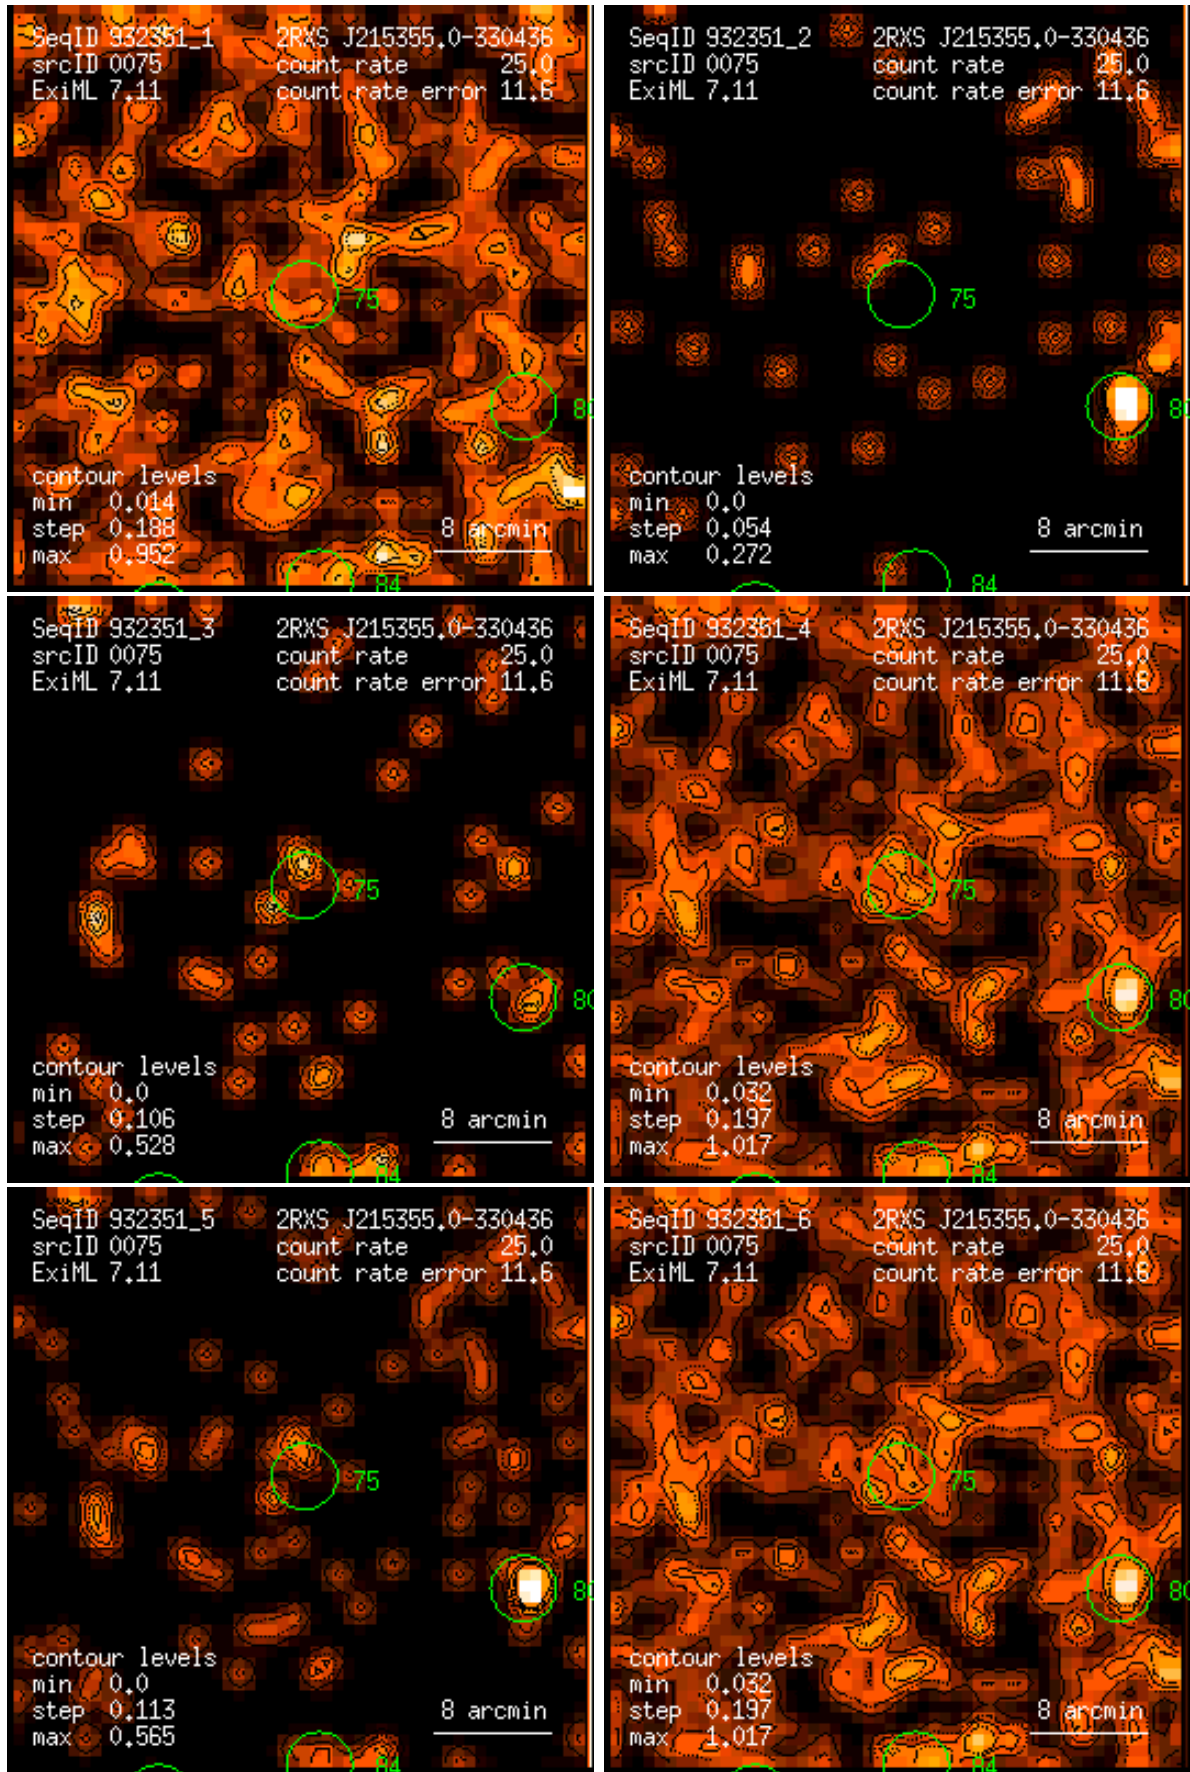 SeqID 932351_1 2RXS J215355.0-330436
srcID 0075 count rate 25.0
ExiML 7.11 count rate error 11.6
75
80
contour levels
min 0.014
step 0.188 8 arcmin
max 0.952
84
SeqID 932351_2 2RXS J215355.0-330436
srcID 0075 count rate 25.0
ExiML 7.11 count rate error 11.6
75
80
contour levels
min 0.0
step 0.054 8 arcmin
max 0.272
84
SeqID 932351_3 2RXS J215355.0-330436
srcID 0075 count rate 25.0
ExiML 7.11 count rate error 11.6
75
80
contour levels
min 0.0
step 0.106 8 arcmin
max 0.528
84
SeqID 932351_4 2RXS J215355.0-330436
srcID 0075 count rate 25.0
ExiML 7.11 count rate error 11.6
75
80
contour levels
min 0.032
step 0.197 8 arcmin
max 1.017
84
SeqID 932351_5 2RXS J215355.0-330436
srcID 0075 count rate 25.0
ExiML 7.11 count rate error 11.6
75
80
contour levels
min 0.0
step 0.113 8 arcmin
max 0.565
84
SeqID 932351_6 2RXS J215355.0-330436
srcID 0075 count rate 25.0
ExiML 7.11 count rate error 11.6
75
80
contour levels
min 0.032
step 0.197 8 arcmin
max 1.017
84